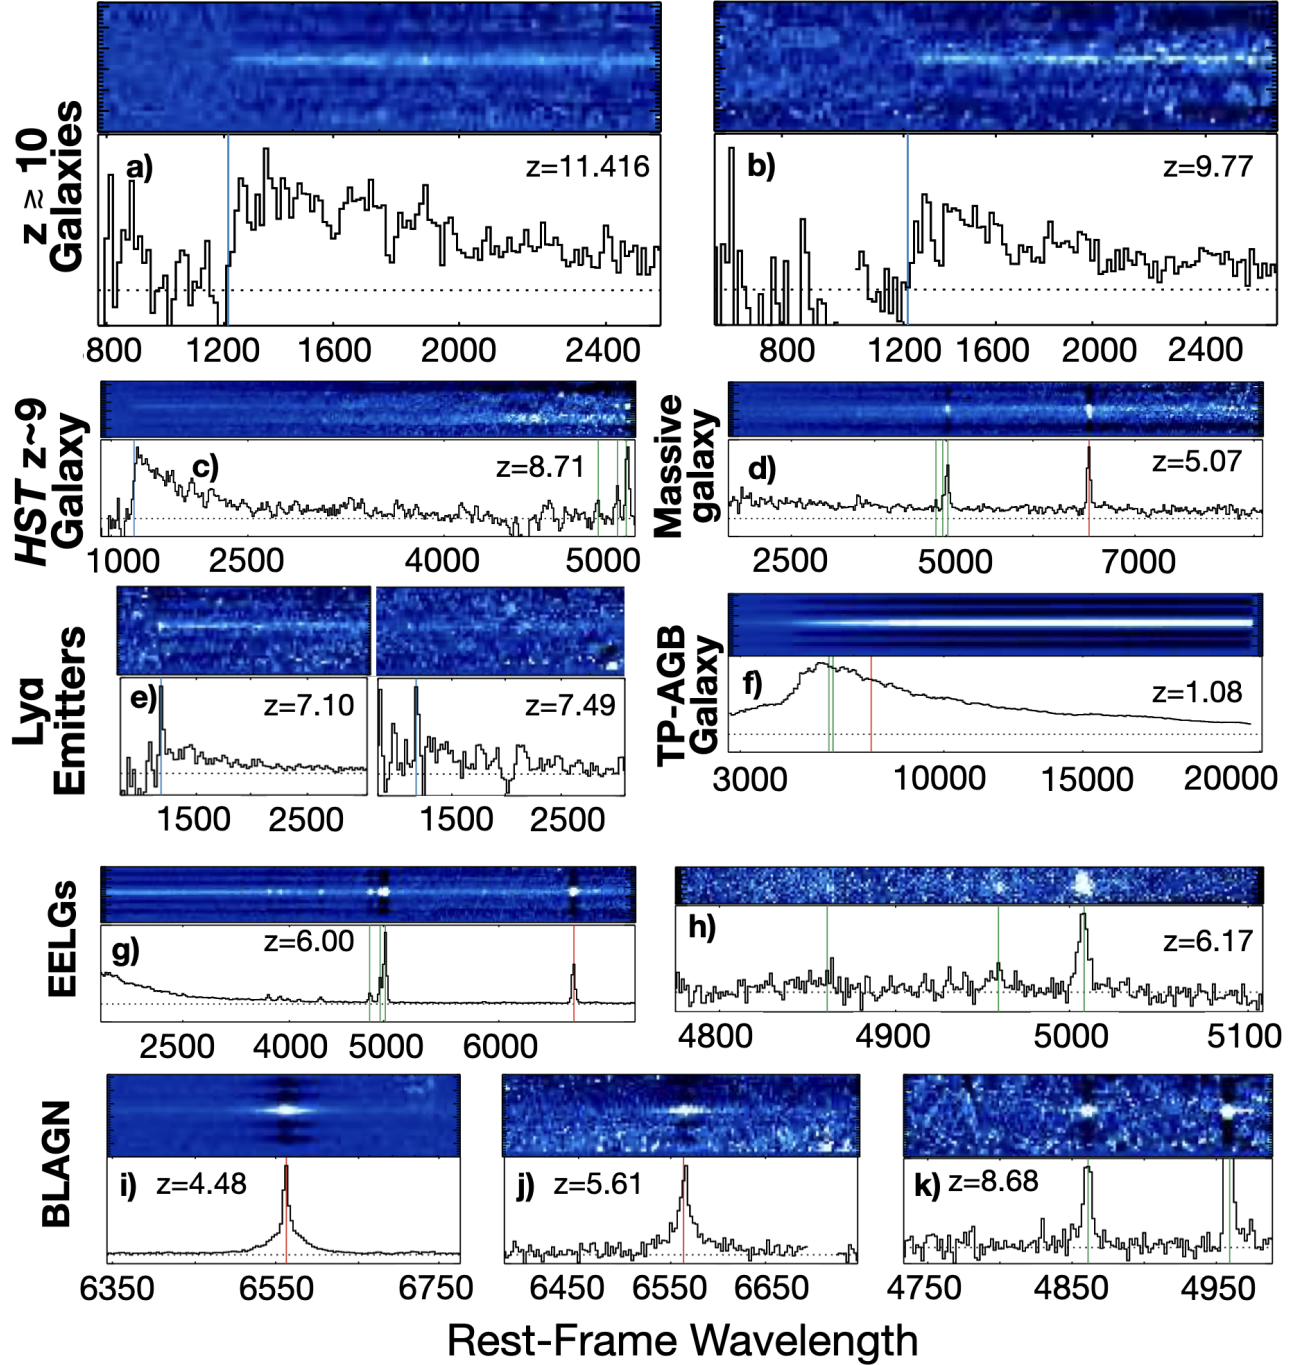 z ≳ 10
Galaxies
a)
z=11.416
800 1200 1600 2000 2400
b)
z=9.77
800 1200 1600 2000 2400
HST z~9
Galaxy
c)
z=8.71
1000 2500 4000 5000
Massive
galaxy
d)
z=5.07
2500 5000 7000
Lyα
Emitters
e)
z=7.10
1500 2500
z=7.49
1500 2500
TP-AGB
Galaxy
f)
z=1.08
3000 10000 15000 20000
EELGs
g)
z=6.00
2500 4000 5000 6000
h)
z=6.17
4800 4900 5000 5100
BLAGN
i)
z=4.48
6350 6550 6750
j)
z=5.61
6450 6550 6650
k)
z=8.68
4750 4850 4950
Rest-Frame Wavelength